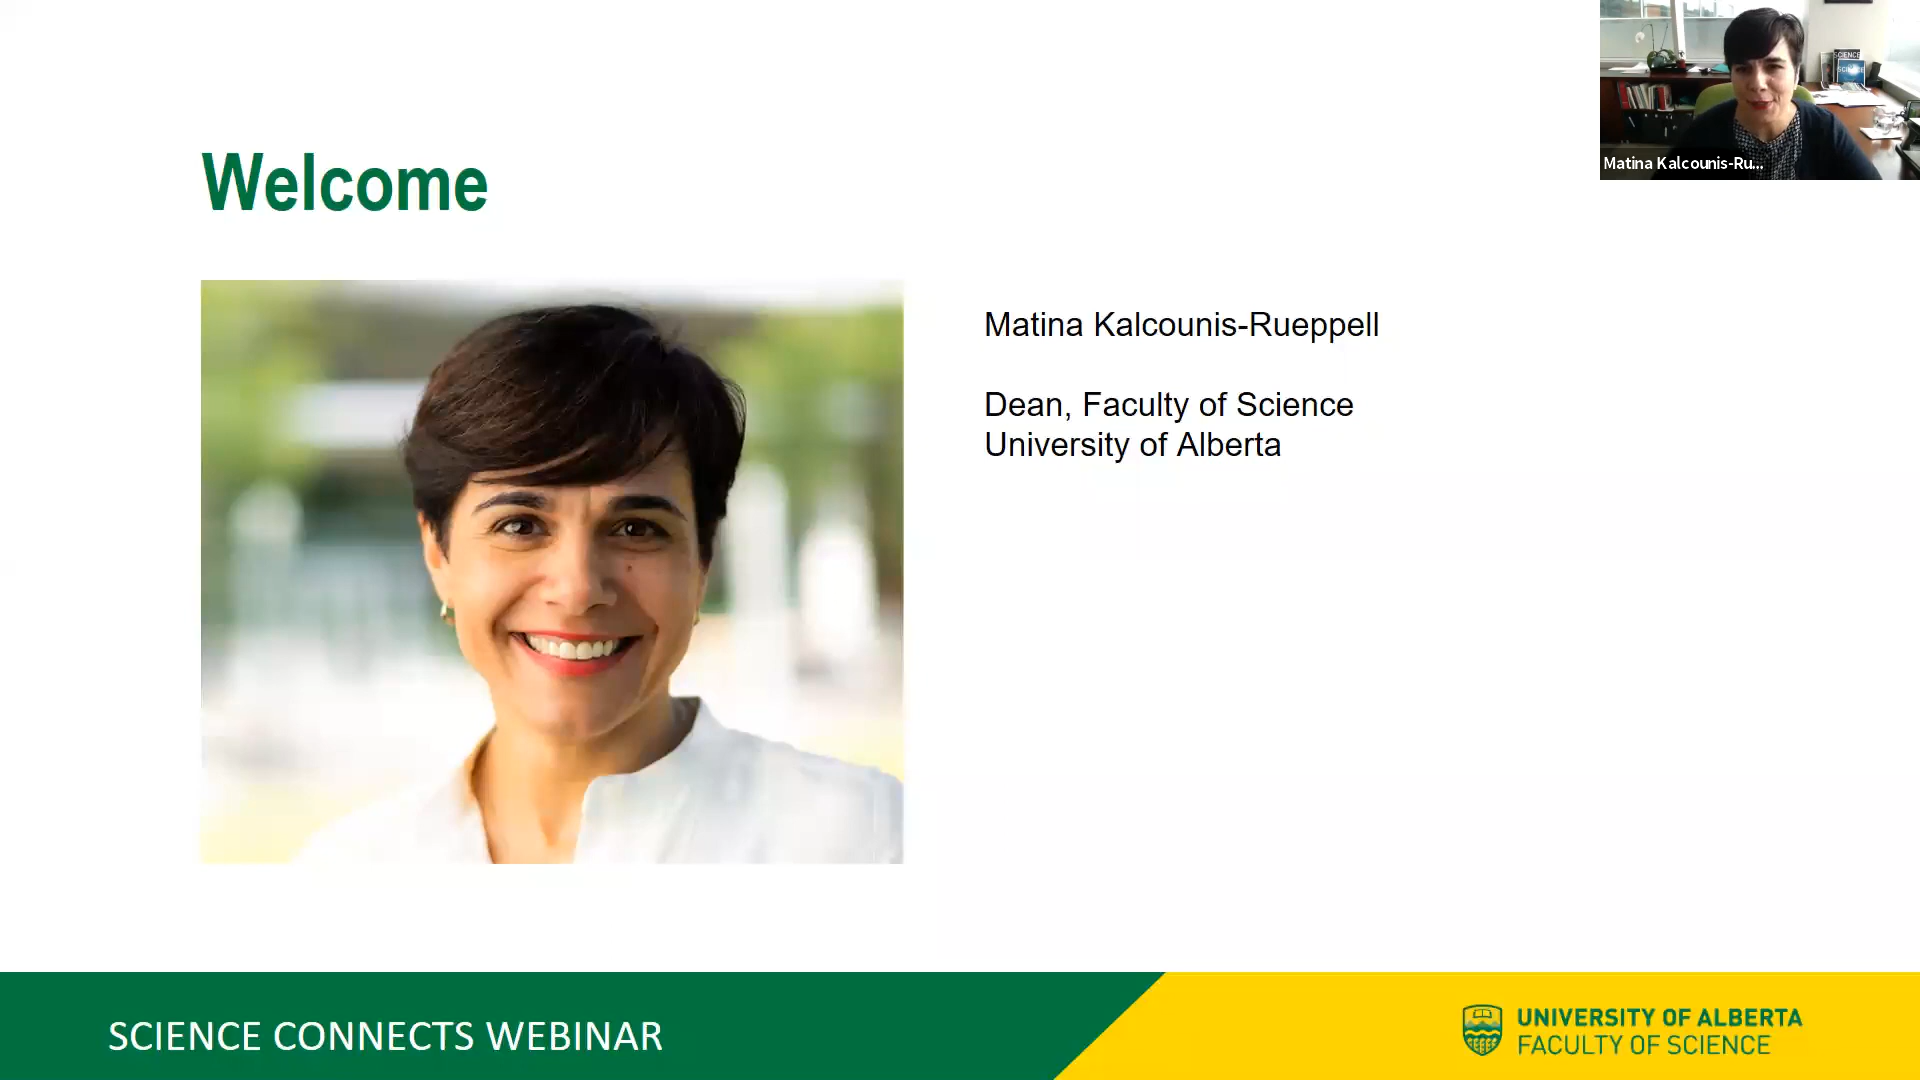 Welcome
Matina Kalcounis-Rueppell
Dean, Faculty of Science
University of Alberta
Matina Kalcounis-Ru...
SCIENCE
SCIENCE CONNECTS WEBINAR
UNIVERSITY OF ALBERTA
FACULTY OF SCIENCE